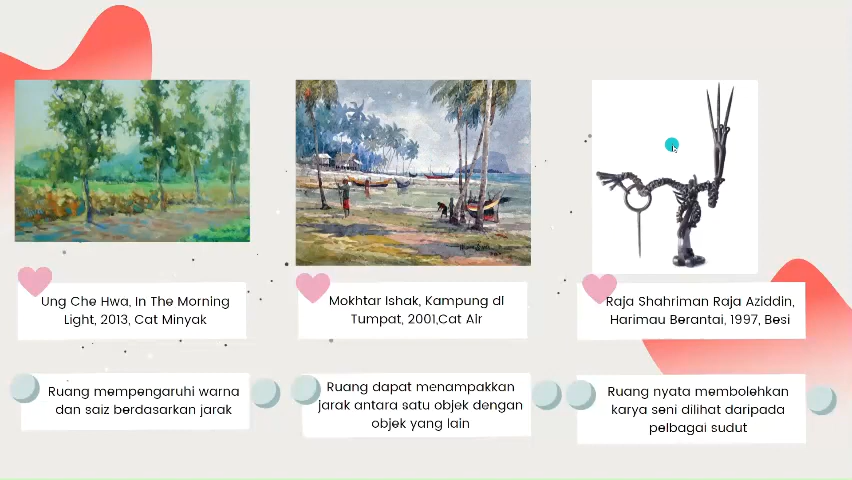 Ung Che Hwa, In The Morning
Light, 2013, Cat Minyak
Mokhtar Ishak, Kampung di
Tumpat, 2001,Cat Air
Raja Shahriman Raja Aziddin,
Harimau Berantai, 1997, Besi
Ruang mempengaruhi warna
dan saiz berdasarkan jarak
Ruang dapat menampakkan
jarak antara satu objek dengan
objek yang lain
Ruang nyata membolehkan
karya seni dilihat daripada
pelbagai sudut